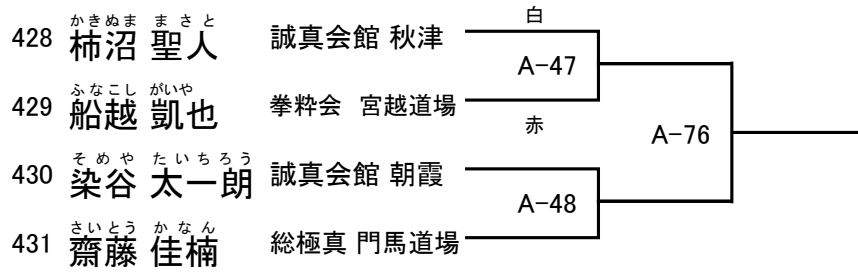 白
かきぬま まさと
428 柿沼 聖人 誠真会館 秋津
A-47
ふなこし がいや
429 船越 凱也 拳粋会 宮越道場
赤
A-76
そめや たいちろう
430 染谷 太一朗 誠真会館 朝霞
A-48
さいとう かなん
431 齋藤 佳楠 総極真 門馬道場